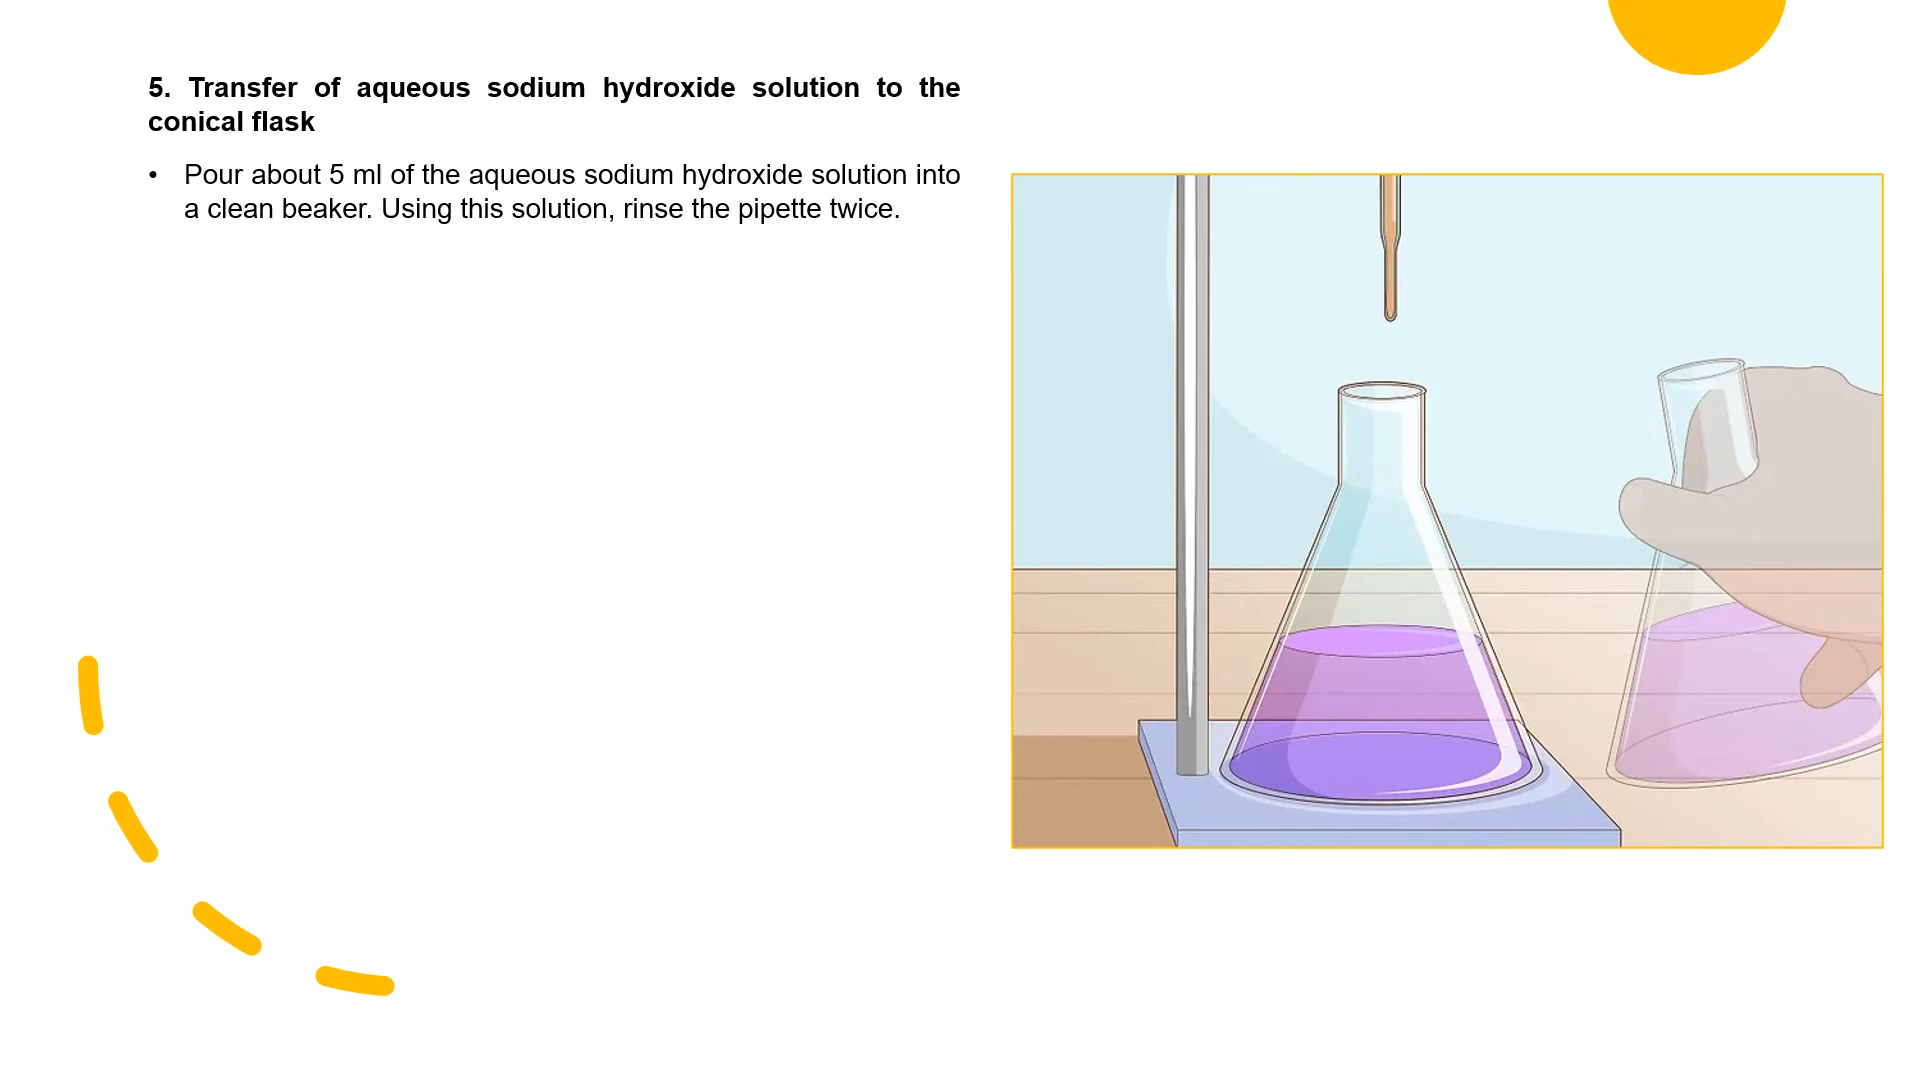 5. Transfer of aqueous sodium hydroxide solution to the
conical flask
• Pour about 5 ml of the aqueous sodium hydroxide solution into
a clean beaker. Using this solution, rinse the pipette twice.